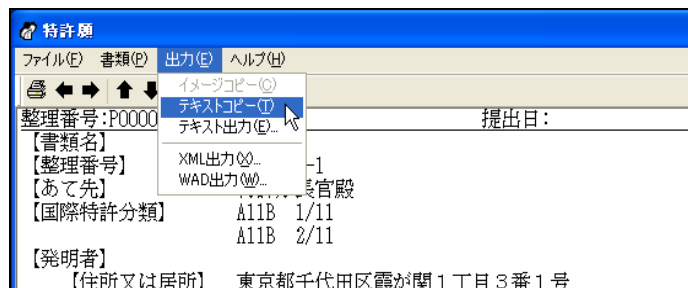 特許願
ファイル(F) 書類(P) 出力(E) ヘルプ(H)
イメージコピー(C)
テキストコピー(T)
テキスト出力(E)...
XML出力(X)...
WAD出力(W)...
整理番号:P0000 提出日:
【書類名】
【整理番号】 -1
【あて先】 長官殿
【国際特許分類】 A11B 1/11
A11B 2/11
【発明者】
【住所又は居所】 東京都千代田区霞が関1丁目3番1号